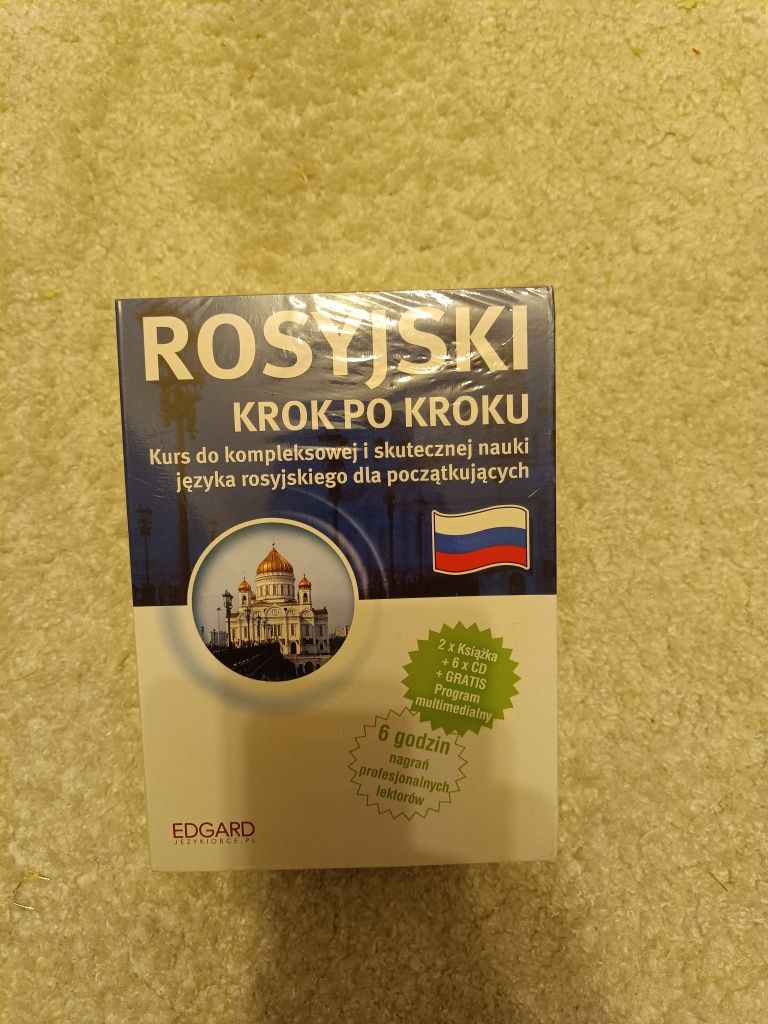 ROSYJSKI
KROK PO KROKU
Kurs do kompleksowej i skutecznej nauki
języka rosyjskiego dla początkujących
2 x Książka
+ 6 x CD
+ GRATIS
Program
multimedialny
6 godzin
nagrań
profesjonalnych
lektorów
EDGARD
JEZYKIOBCE.PL